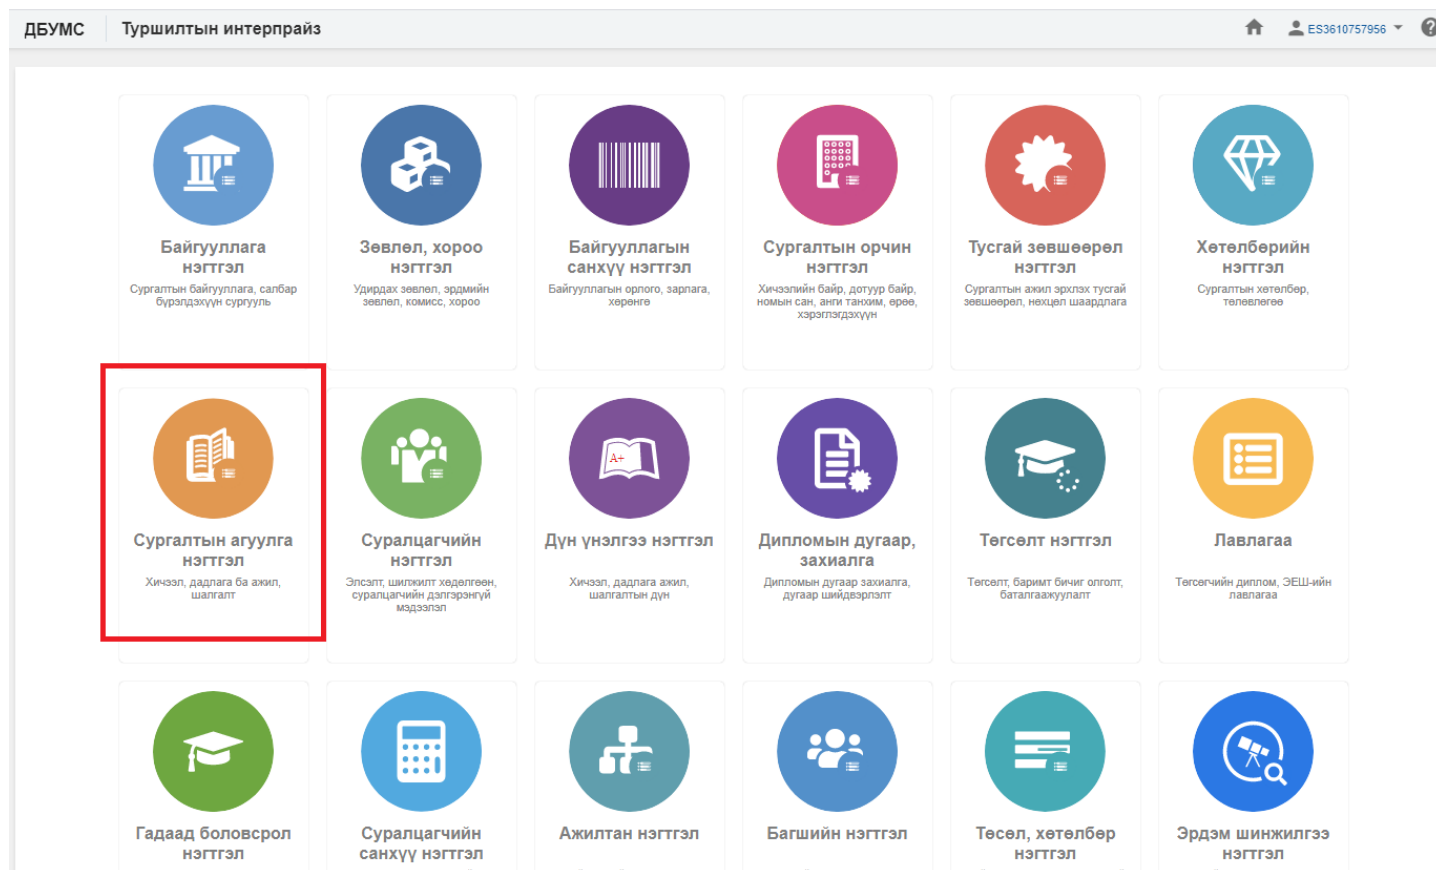 ДБУМС Туршилтын интерпрайз ES3610757956
Байгууллага
нэгтгэл
Сургалтын байгууллага, салбар
бүрэлдэхүүн сургууль
Зөвлөл, хороо
нэгтгэл
Удирдах зөвлөл, эрдмийн
зөвлөл, комисс, хороо
Байгууллагын
санхүү нэгтгэл
Байгууллагын орлого, зарлага,
хөрөнгө
Сургалтын орчин
нэгтгэл
Хичээлийн байр, дотуур байр,
номын сан, анги танхим, өрөө,
хэрэглэгдэхүүн
Тусгай зөвшөөрөл
нэгтгэл
Сургалтын ажил эрхлэх тусгай
зөвшөөрөл, нөхцөл шаардлага
Хөтөлбөрийн
нэгтгэл
Сургалтын хөтөлбөр,
төлөвлөгөө
Сургалтын агуулга
нэгтгэл
Хичээл, дадлага ба ажил,
шалгалт
Суралцагчийн
нэгтгэл
Элсэлт, шилжилт хөдөлгөөн,
суралцагчийн дэлгэрэнгүй
мэдээлэл
A+
Дүн үнэлгээ нэгтгэл
Хичээл, дадлага ажил,
шалгалтын дүн
Дипломын дугаар,
захиалга
Дипломын дугаар захиалга,
дугаар шийдвэрлэлт
Төгсөлт нэгтгэл
Төгсөлт, баримт бичиг олголт,
баталгаажуулалт
Лавлагаа
Төгсөгчийн диплом, ЭЕШ-ийн
лавлагаа
Гадаад боловсрол
нэгтгэл
Суралцагчийн
санхүү нэгтгэл
Ажилтан нэгтгэл
Багшийн нэгтгэл
Төсөл, хөтөлбөр
нэгтгэл
Эрдэм шинжилгээ
нэгтгэл